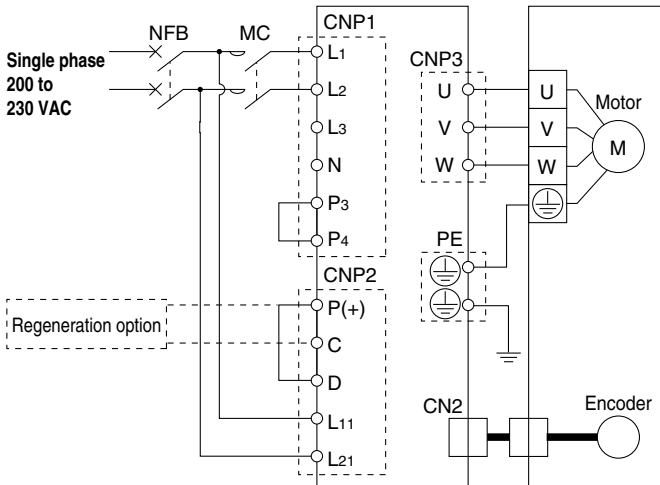 NFB
MC
CNP1
Single phase
200 to
230 VAC
L1
L2
L3
N
P3
P4
CNP3
U
V
W
U
V
W
Motor
M
PE
CNP2
Regeneration option
P(+)
C
D
L11
L21
CN2
Encoder